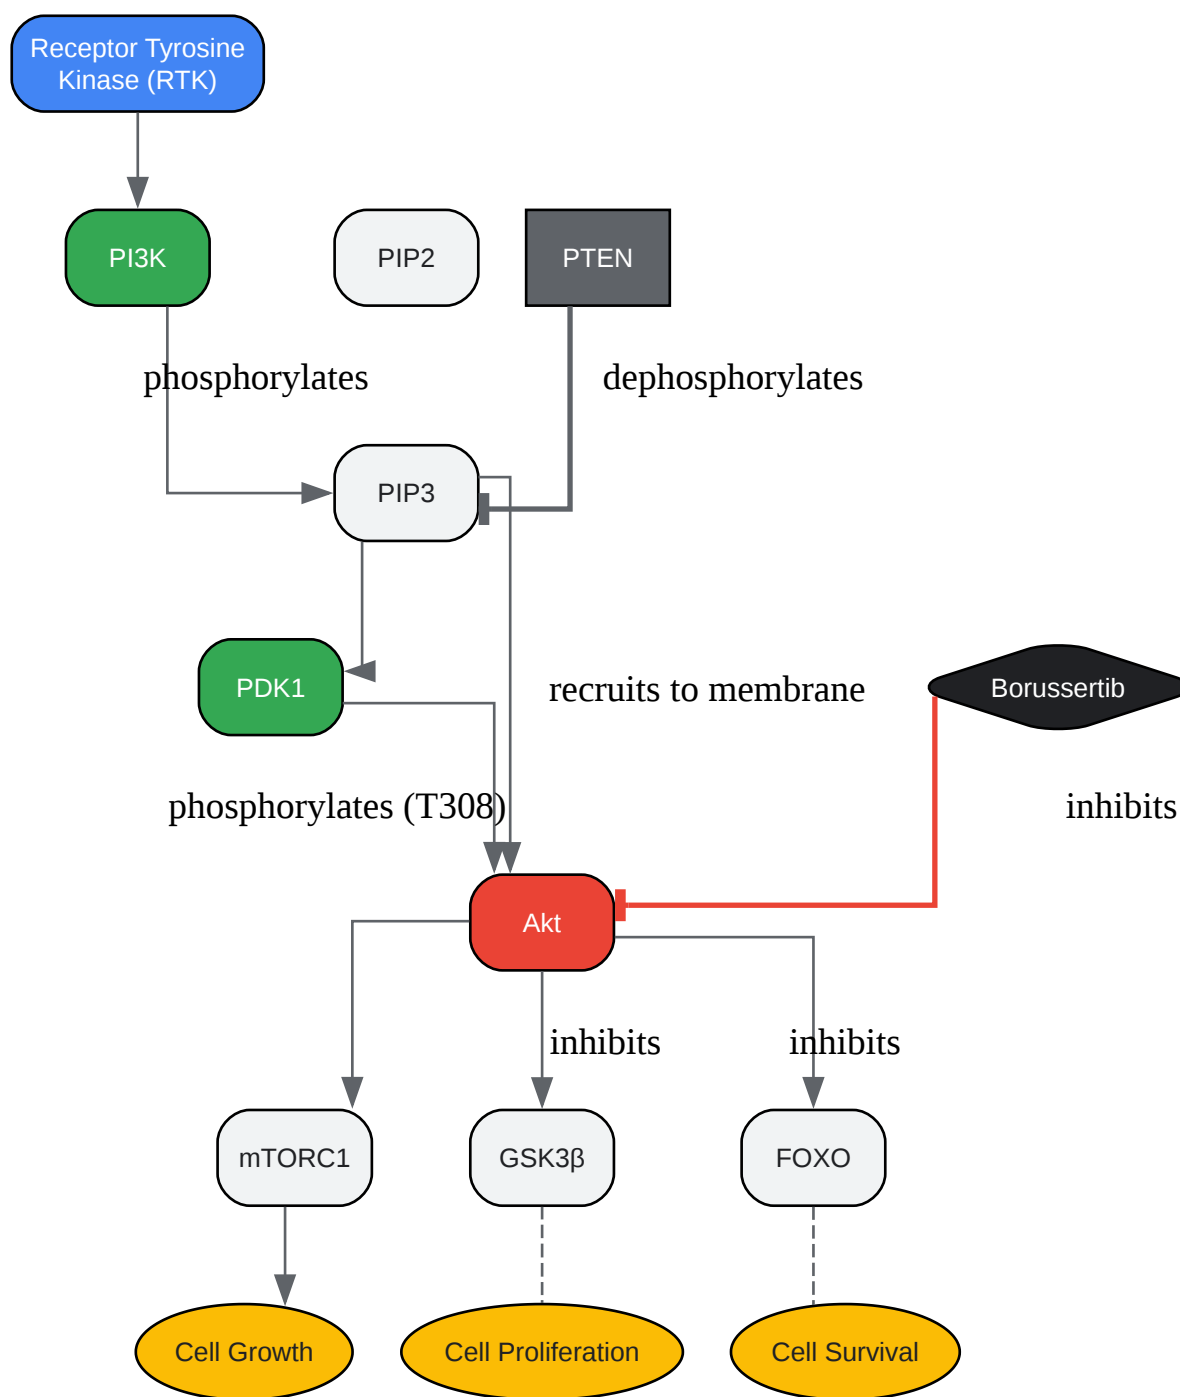 Receptor Tyrosine
Kinase (RTK)
PI3K
PIP2
PTEN
phosphorylates
dephosphorylates
PIP3
PDK1
recruits to membrane
Borussertib
phosphorylates (T308)
inhibits
Akt
inhibits
inhibits
mTORC1
GSK3β
FOXO
Cell Growth
Cell Proliferation
Cell Survival